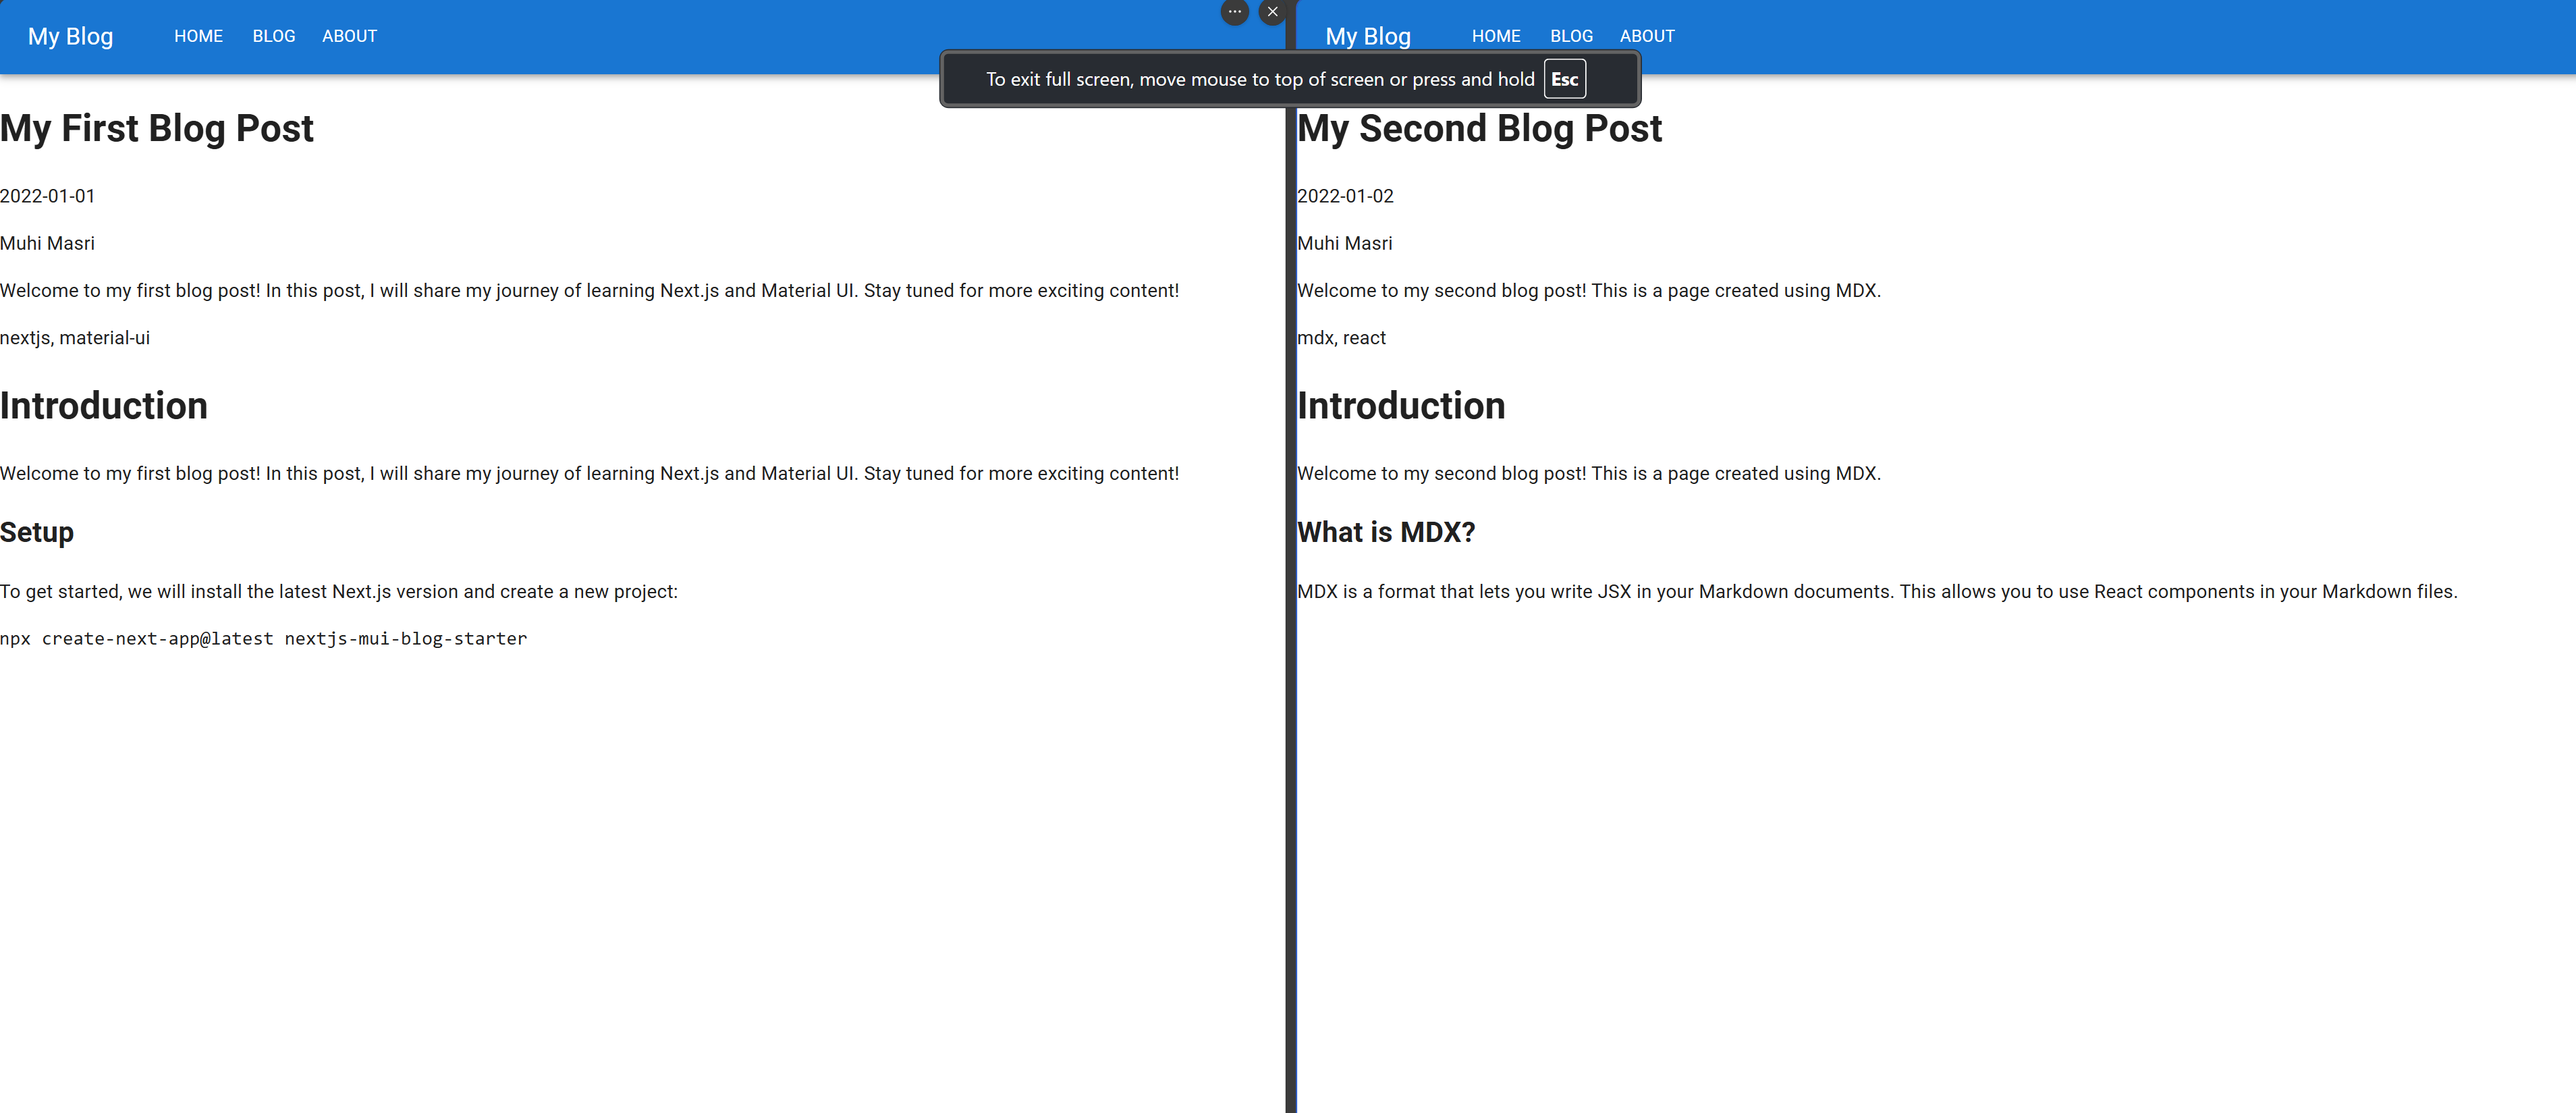 My Blog HOME BLOG ABOUT
My First Blog Post
2022-01-01
Muhi Masri
Welcome to my first blog post! In this post, I will share my journey of learning Next.js and Material UI. Stay tuned for more exciting content!
nextjs, material-ui
Introduction
Welcome to my first blog post! In this post, I will share my journey of learning Next.js and Material UI. Stay tuned for more exciting content!
Setup
To get started, we will install the latest Next.js version and create a new project:
npx create-next-app@latest nextjs-mui-blog-starter
To exit full screen, move mouse to top of screen or press and hold Esc
My Blog HOME BLOG ABOUT
My Second Blog Post
2022-01-02
Muhi Masri
Welcome to my second blog post! This is a page created using MDX.
mdx, react
Introduction
Welcome to my second blog post! This is a page created using MDX.
What is MDX?
MDX is a format that lets you write JSX in your Markdown documents. This allows you to use React components in your Markdown files.